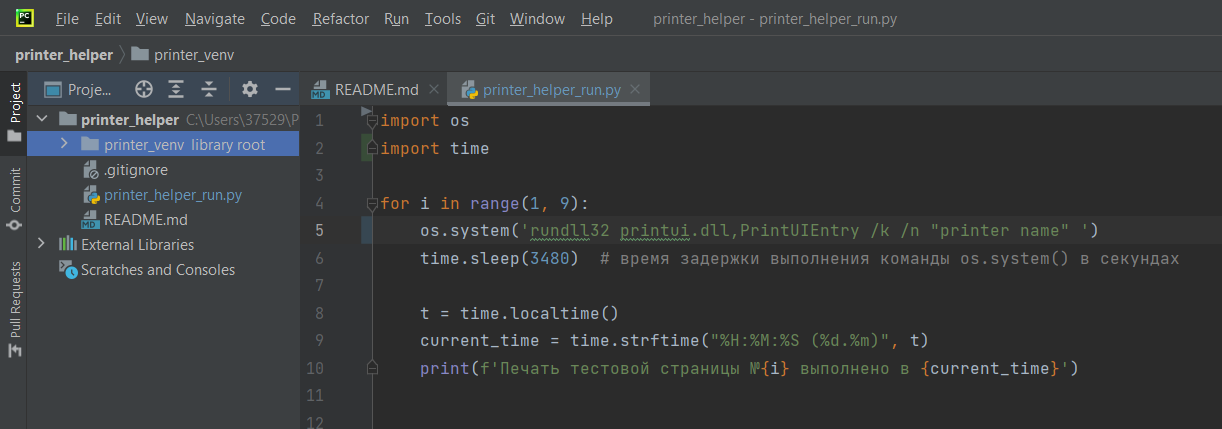 PC
File Edit View Navigate Code Refactor Run Tools Git Window Help printer_helper - printer_helper_run.py
printer_helper printer_venv
Project
Commit
Pull Requests
Proje...
printer_helper C:\Users\37529\P
printer_venv library root
.gitignore
printer_helper_run.py
MD README.md
External Libraries
Scratches and Consoles
MD README.md printer_helper_run.py
1 import os
2 import time
3
4 for i in range(1, 9):
5 os.system('rundll32 printui.dll,PrintUIEntry /k /n "printer name" ')
6 time.sleep(3480) # время задержки выполнения команды os.system() в секундах
7
8 t = time.localtime()
9 current_time = time.strftime("%H:%M:%S (%d.%m)", t)
10 print(f'Печать тестовой страницы №{i} выполнено в {current_time}')
11
12